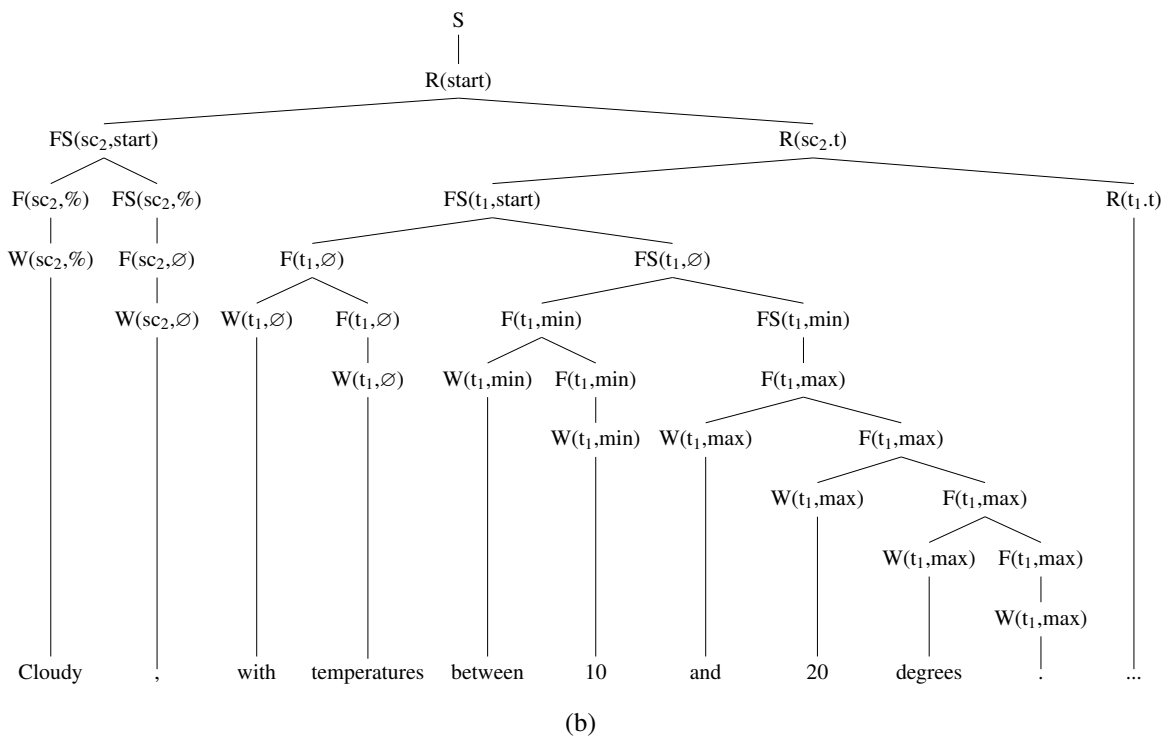 S
R(start)
FS(sc₂,start) R(sc₂.t)
F(sc₂,%) FS(sc₂,%) FS(t₁,start) R(t₁.t)
W(sc₂,%) F(sc₂,∅) F(t₁,∅) FS(t₁,∅)
W(sc₂,∅) W(t₁,∅) F(t₁,∅) F(t₁,min) FS(t₁,min)
W(t₁,∅) W(t₁,min) F(t₁,min) F(t₁,max)
W(t₁,min) W(t₁,max) F(t₁,max)
W(t₁,max) F(t₁,max)
W(t₁,max) F(t₁,max)
W(t₁,max)
Cloudy , with temperatures between 10 and 20 degrees . ...
(b)